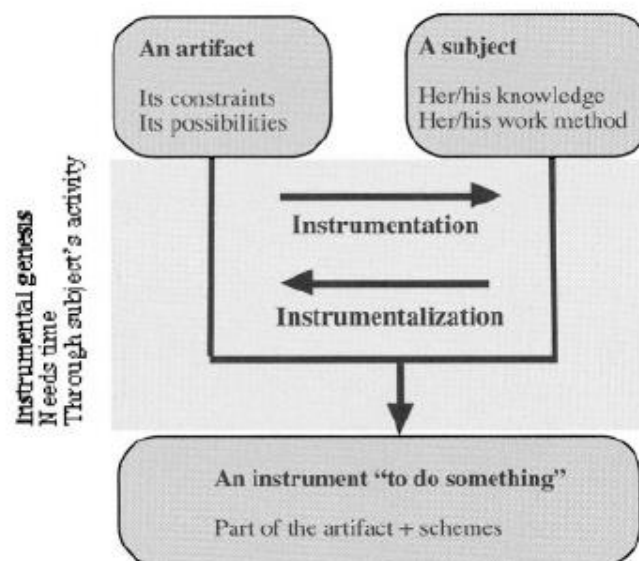 An artifact
Its constraints
Its possibilities
A subject
Her/his knowledge
Her/his work method
Instrumental genesis
Needs time
Through subject's activity
Instrumentation
Instrumentalization
An instrument “to do something”
Part of the artifact + schemes